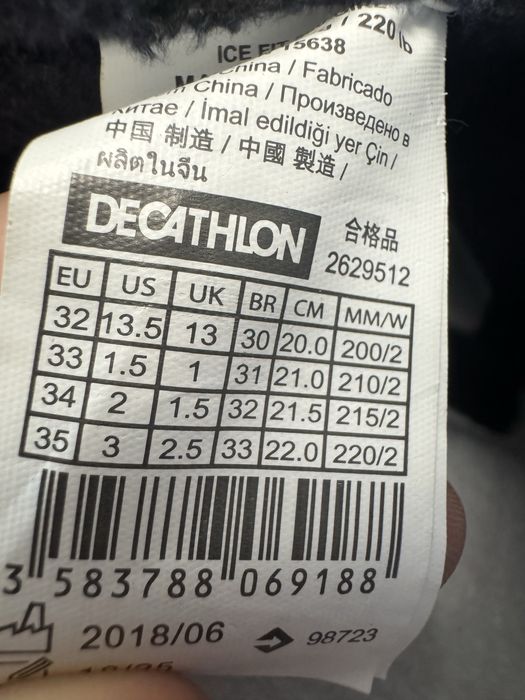 / 220 lb
ICE 5638
China / Fabricado
China / Произведено в
Китае / İmal edildiği yer Çin /
中国 制造 / 中國 製造 /
ผลิตในจีน
DECATHLON
合格品
2629512
EU US UK BR CM MM/W
32 13.5 13 30 20.0 200/2
33 1.5 1 31 21.0 210/2
34 2 1.5 32 21.5 215/2
35 3 2.5 33 22.0 220/2
3 583788 069188
2018/06 98723